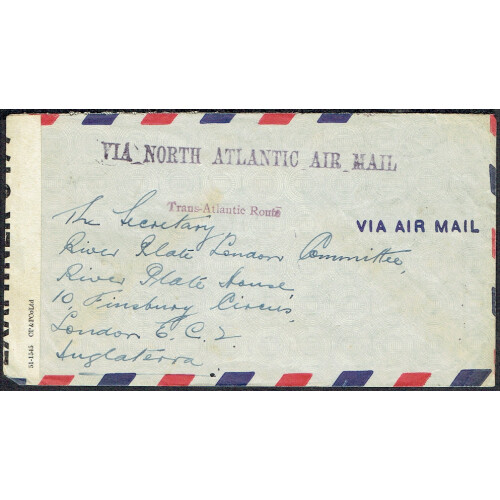 VIA NORTH ATLANTIC AIR MAIL
Trans-Atlantic Route
VIA AIR MAIL
The Secretary
River Plate London Committee,
River Plate House
10, Finsbury Circus,
London E.C.2
Inglaterra
EXAMINER